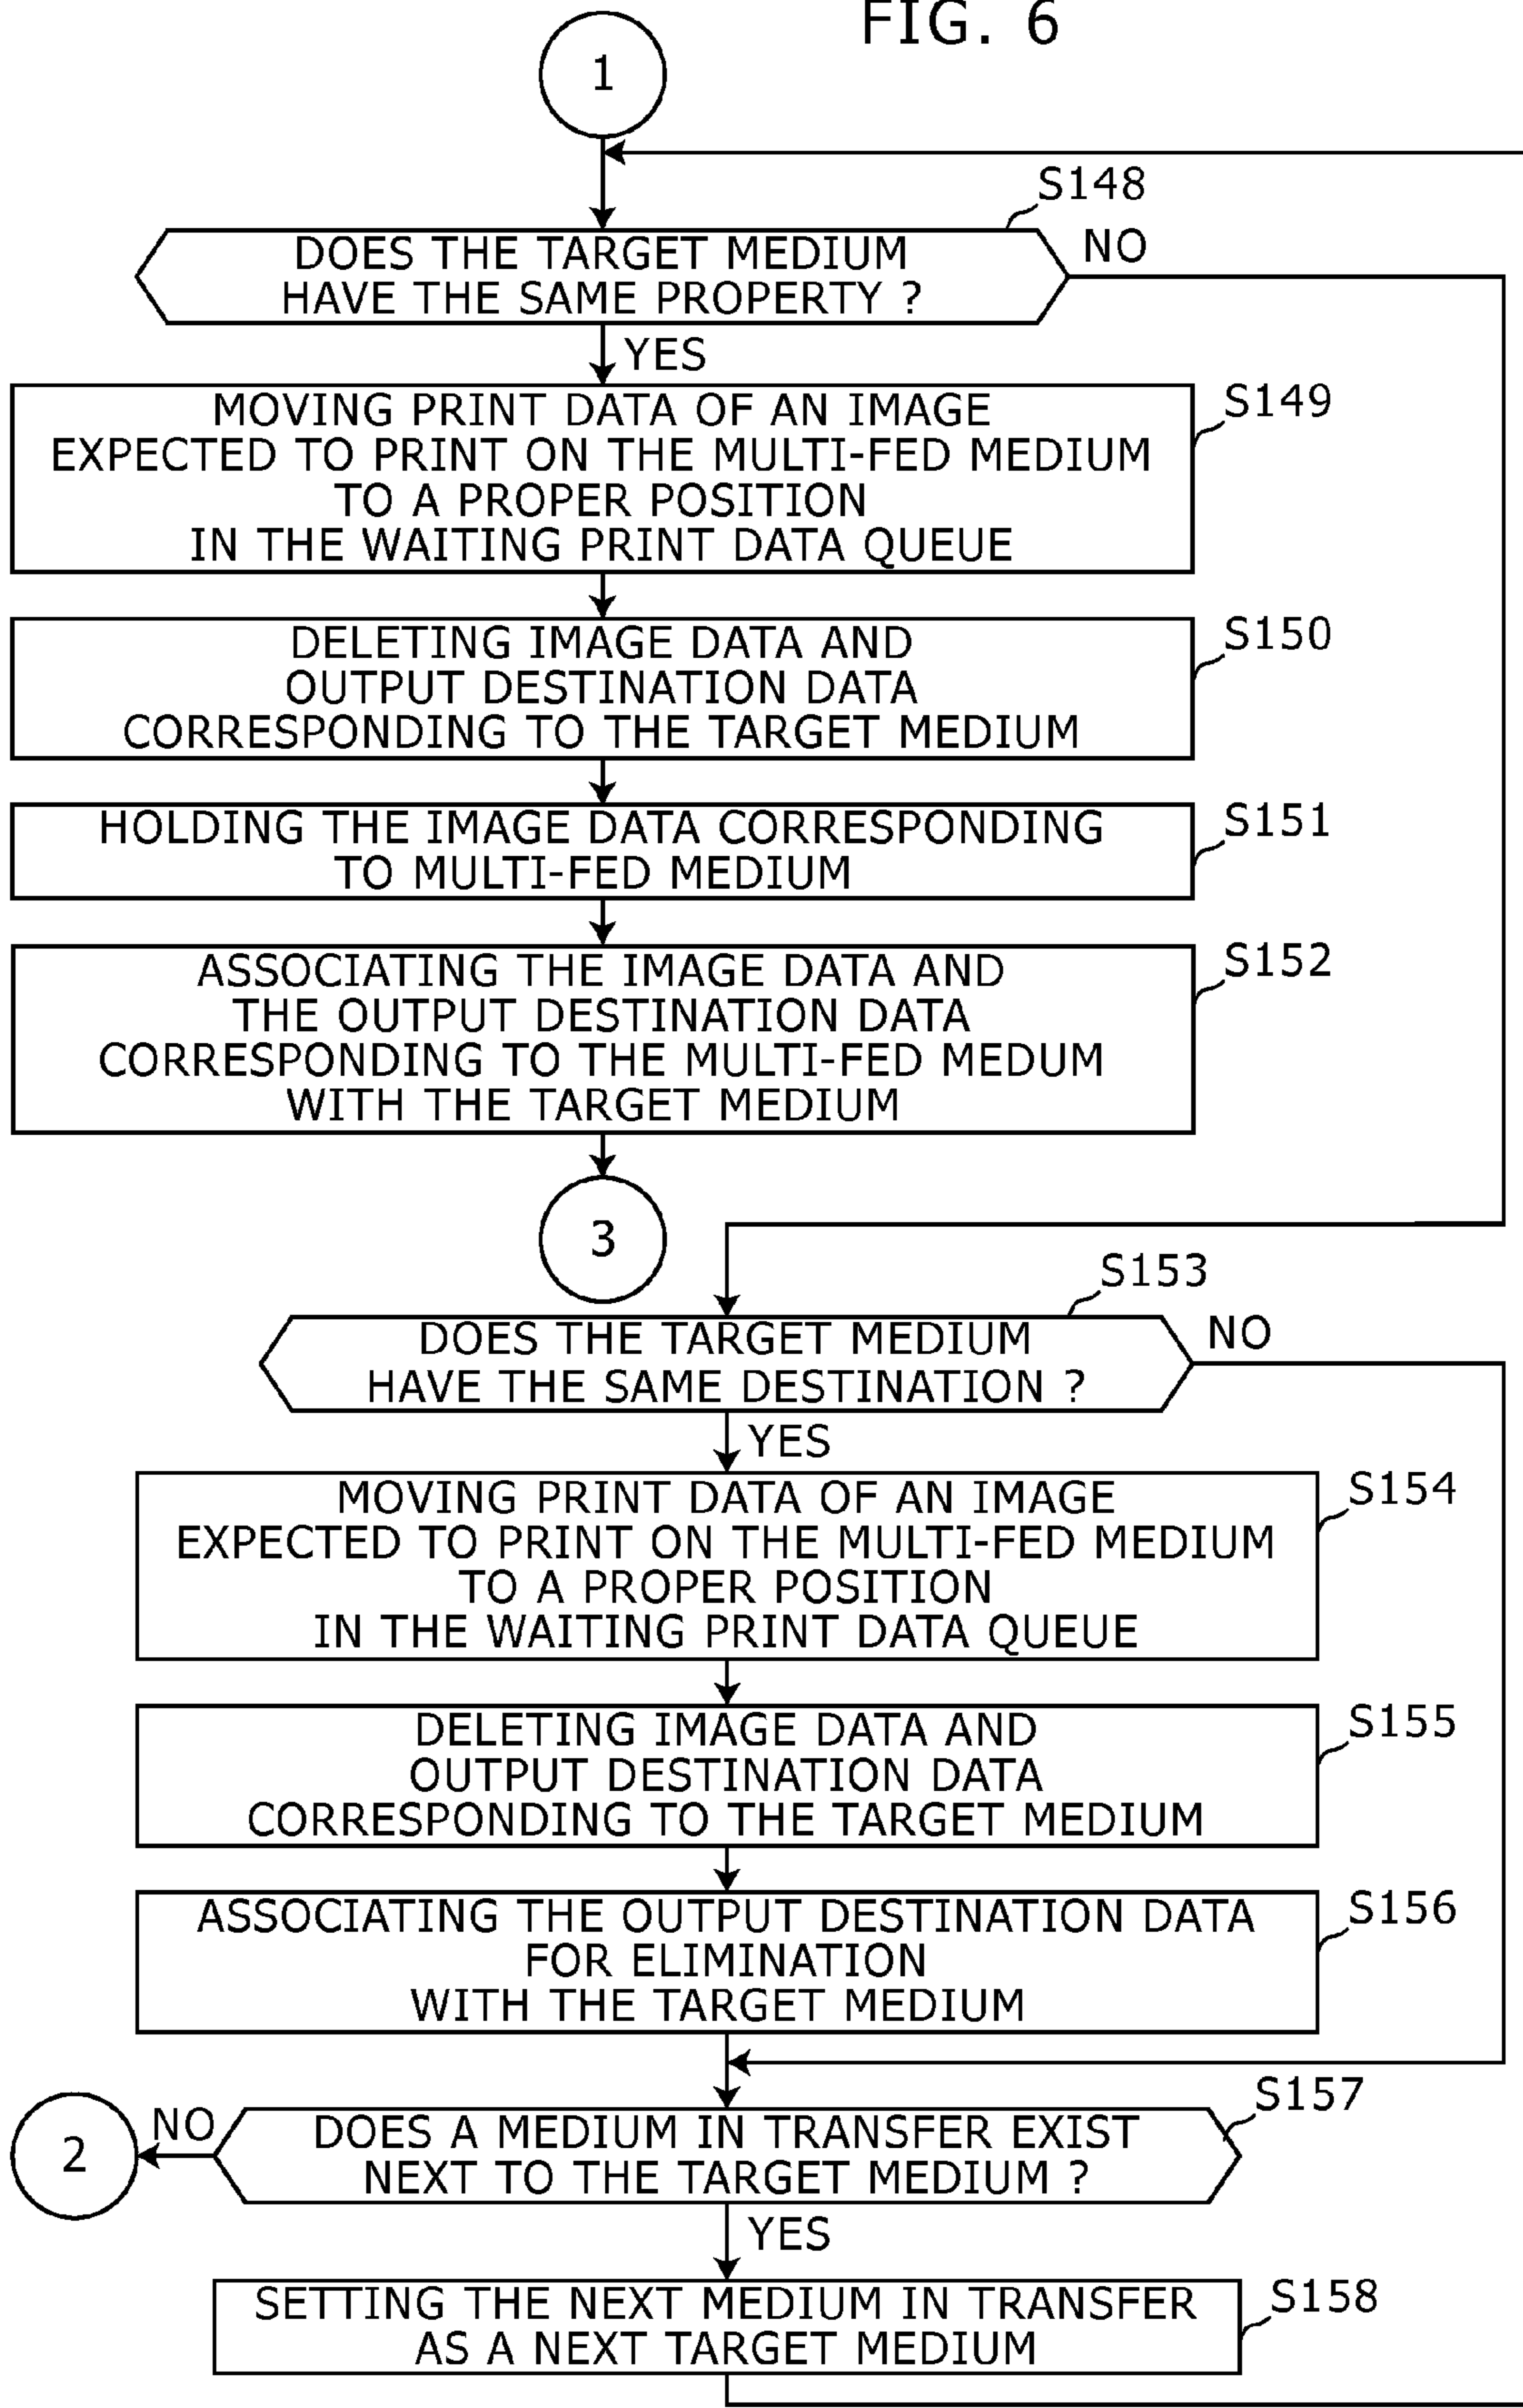 FIG. 6
1
S148
DOES THE TARGET MEDIUM
HAVE THE SAME PROPERTY ?
NO
YES
S149
MOVING PRINT DATA OF AN IMAGE
EXPECTED TO PRINT ON THE MULTI-FED MEDIUM
TO A PROPER POSITION
IN THE WAITING PRINT DATA QUEUE
S150
DELETING IMAGE DATA AND
OUTPUT DESTINATION DATA
CORRESPONDING TO THE TARGET MEDIUM
S151
HOLDING THE IMAGE DATA CORRESPONDING
TO MULTI-FED MEDIUM
S152
ASSOCIATING THE IMAGE DATA AND
THE OUTPUT DESTINATION DATA
CORRESPONDING TO THE MULTI-FED MEDUM
WITH THE TARGET MEDIUM
3
S153
DOES THE TARGET MEDIUM
HAVE THE SAME DESTINATION ?
NO
YES
S154
MOVING PRINT DATA OF AN IMAGE
EXPECTED TO PRINT ON THE MULTI-FED MEDIUM
TO A PROPER POSITION
IN THE WAITING PRINT DATA QUEUE
S155
DELETING IMAGE DATA AND
OUTPUT DESTINATION DATA
CORRESPONDING TO THE TARGET MEDIUM
S156
ASSOCIATING THE OUTPUT DESTINATION DATA
FOR ELIMINATION
WITH THE TARGET MEDIUM
S157
2
NO
DOES A MEDIUM IN TRANSFER EXIST
NEXT TO THE TARGET MEDIUM ?
YES
S158
SETTING THE NEXT MEDIUM IN TRANSFER
AS A NEXT TARGET MEDIUM